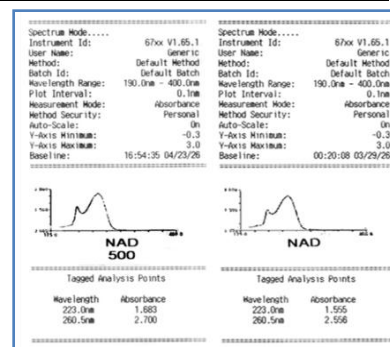 Spectrum Mode.....
Instrument Id: 67xx V1.65.1
User Name: Generic
Method: Default Method
Batch Id: Default Batch
Wavelength Range: 190.0nm - 400.0nm
Plot Interval: 0.1nm
Measurement Mode: Absorbance
Method Security: Personal
Auto-Scale: On
Y-Axis Minimum: -0.3
Y-Axis Maximum: 3.0
Baseline: 16:54:35 04/23/26
NAD
500
Tagged Analysis Points
Wavelength Absorbance
223.0nm 1.683
260.5nm 2.700
Spectrum Mode.....
Instrument Id: 67xx V1.65.1
User Name: Generic
Method: Default Method
Batch Id: Default Batch
Wavelength Range: 190.0nm - 400.0nm
Plot Interval: 0.1nm
Measurement Mode: Absorbance
Method Security: Personal
Auto-Scale: On
Y-Axis Minimum: -0.3
Y-Axis Maximum: 3.0
Baseline: 00:20:08 03/29/26
NAD
Tagged Analysis Points
Wavelength Absorbance
223.0nm 1.555
260.5nm 2.556